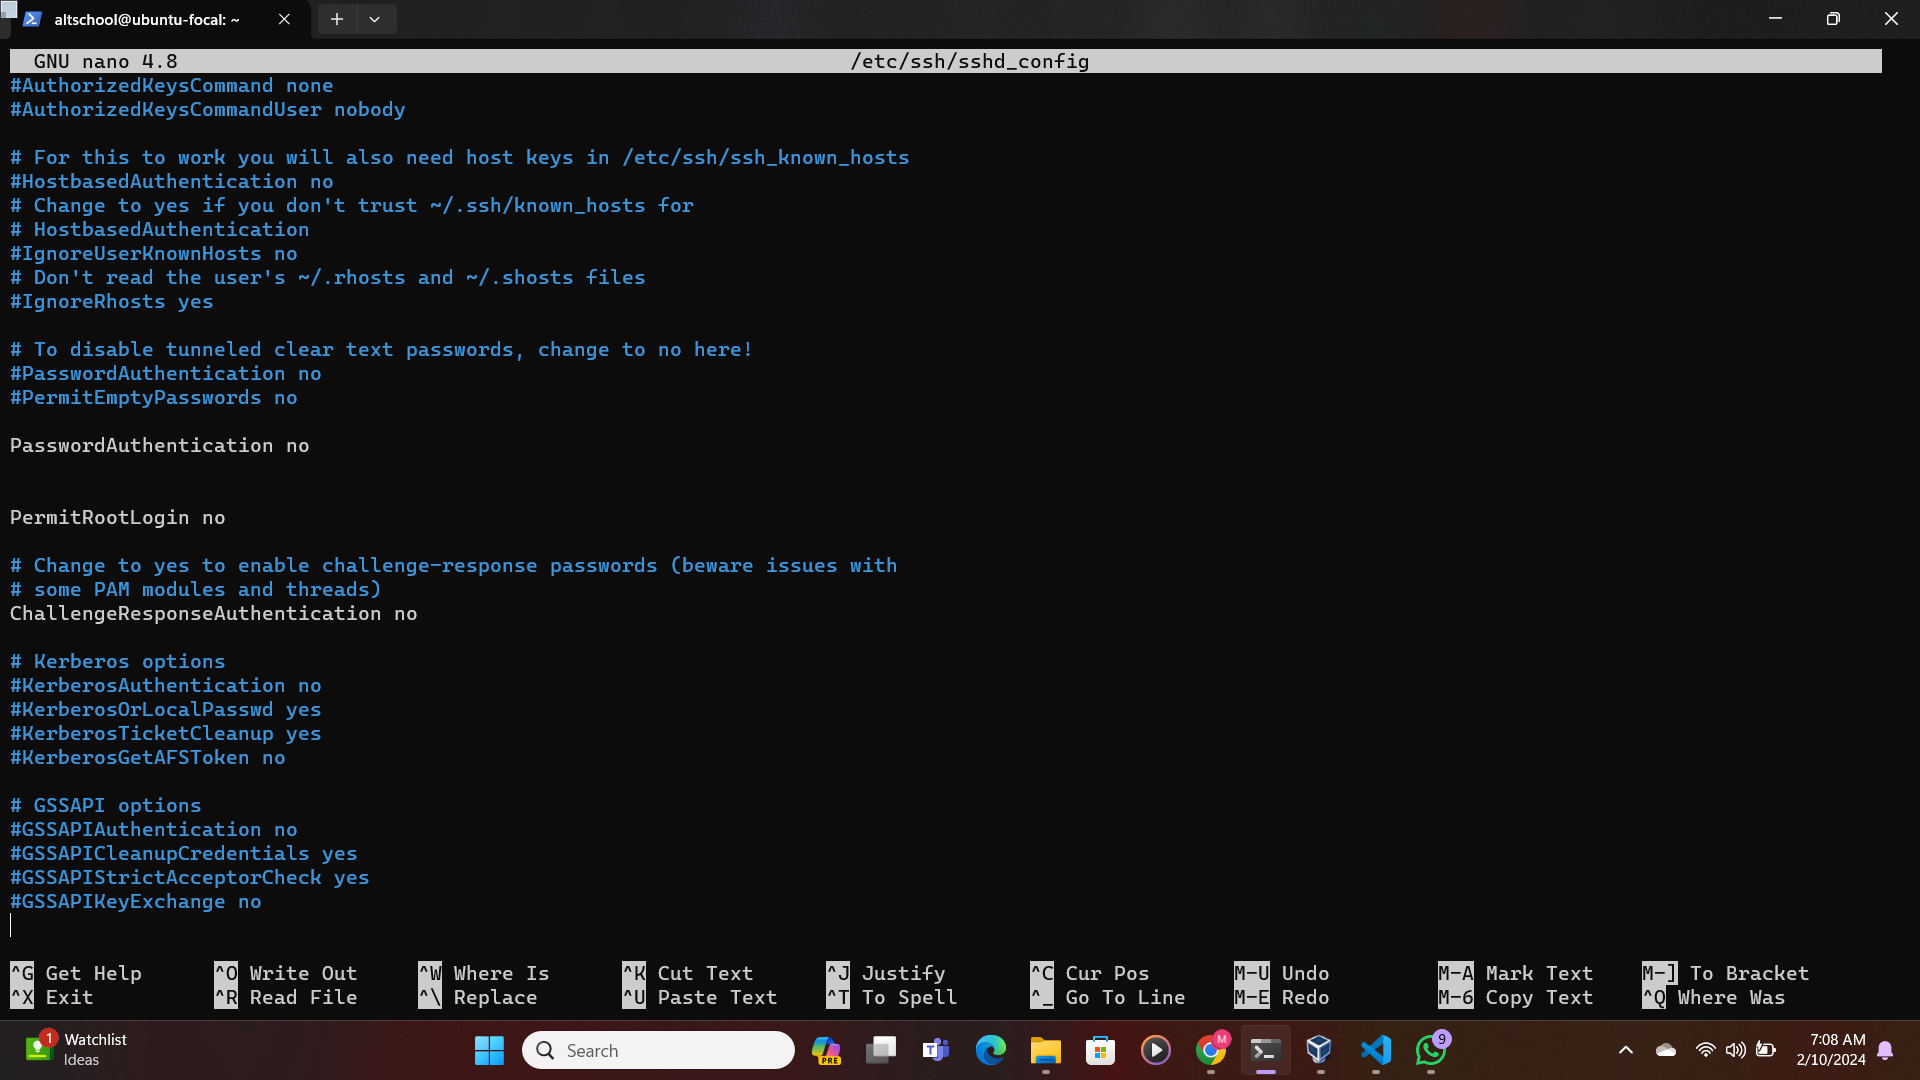 altschool@ubuntu-focal: ~
GNU nano 4.8 /etc/ssh/sshd_config
#AuthorizedKeysCommand none
#AuthorizedKeysCommandUser nobody
# For this to work you will also need host keys in /etc/ssh/ssh_known_hosts
#HostbasedAuthentication no
# Change to yes if you don't trust ~/.ssh/known_hosts for
# HostbasedAuthentication
#IgnoreUserKnownHosts no
# Don't read the user's ~/.rhosts and ~/.shosts files
#IgnoreRhosts yes
# To disable tunneled clear text passwords, change to no here!
#PasswordAuthentication no
#PermitEmptyPasswords no
PasswordAuthentication no
PermitRootLogin no
# Change to yes to enable challenge-response passwords (beware issues with
# some PAM modules and threads)
ChallengeResponseAuthentication no
# Kerberos options
#KerberosAuthentication no
#KerberosOrLocalPasswd yes
#KerberosTicketCleanup yes
#KerberosGetAFSToken no
# GSSAPI options
#GSSAPIAuthentication no
#GSSAPICleanupCredentials yes
#GSSAPIStrictAcceptorCheck yes
#GSSAPIKeyExchange no
^G Get Help ^O Write Out ^W Where Is ^K Cut Text ^J Justify ^C Cur Pos M-U Undo M-A Mark Text M-] To Bracket
^X Exit ^R Read File ^\ Replace ^U Paste Text ^T To Spell ^_ Go To Line M-E Redo M-6 Copy Text ^Q Where Was
1 Watchlist
Ideas
Search
PRE
T
M
9
7:08 AM
2/10/2024